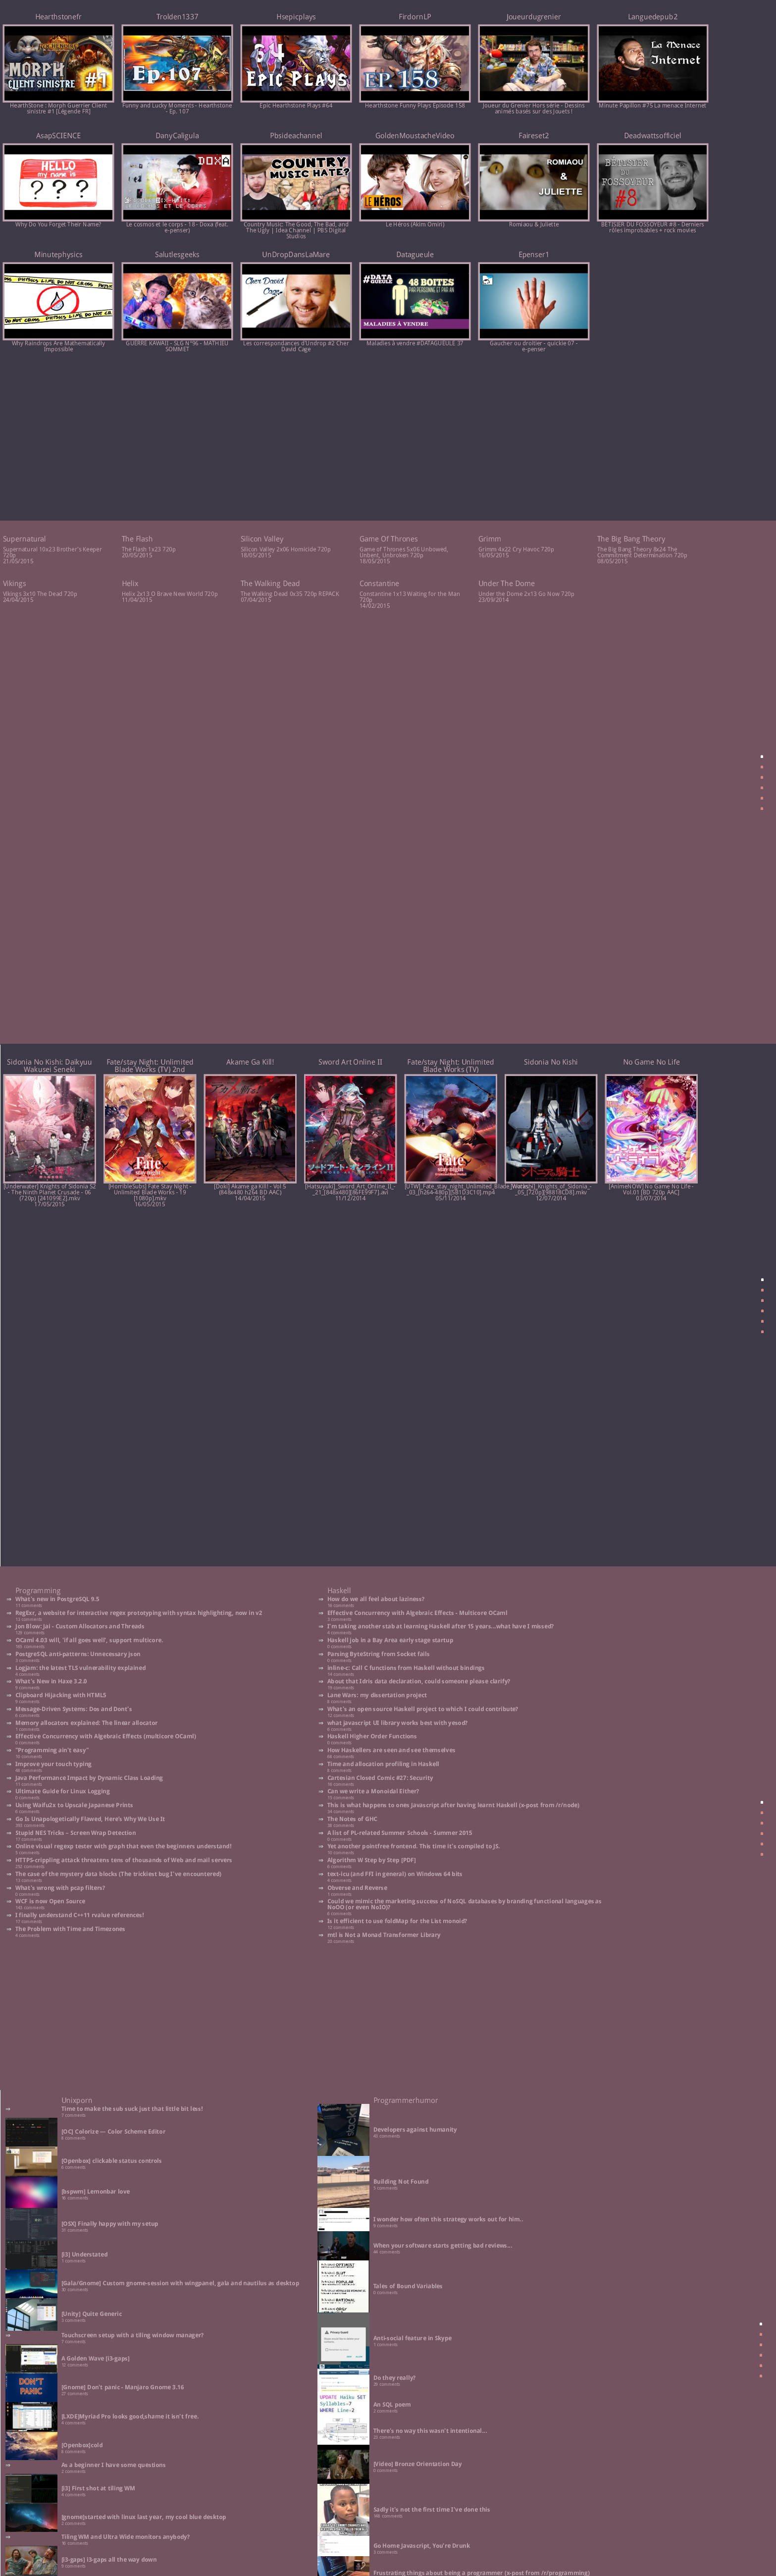 Hearthstonefr
Trolden1337
Hsepicplays
FirdornLP
Joueurdugrenier
Languedepub2
MORPH
CLIENT SINISTRE #1
Ep.107
64
EPIC PLAYS
EP. 158
La Menace
Internet
HearthStone : Morph Guerrier Client
sinistre #1 [Légende FR]
Funny and Lucky Moments - Hearthstone
- Ep. 107
Epic Hearthstone Plays #64
Hearthstone Funny Plays Episode 158
Joueur du Grenier Hors série - Dessins
animés basés sur des Jouets !
Minute Papillon #75 La menace Internet
AsapSCIENCE
DanyCaligula
Pbsideachannel
GoldenMoustacheVideo
Faireset2
Deadwattsofficiel
HELLO
my name is
? ? ?
DOXA
COUNTRY
MUSIC HATE?
LE HÉROS
ROMIAOU
&
JULIETTE
BETISIER DU
FOSSOYEUR
#8
Why Do You Forget Their Name?
Le cosmos et le corps - 18 - Doxa (feat.
e-penser)
Country Music: The Good, The Bad, and
The Ugly | Idea Channel | PBS Digital
Studios
Le Héros (Akim Omiri)
Romiaou & Juliette
BETISIER DU FOSSOYEUR #8 - Derniers
rôles improbables + rock movies
Minutephysics
Salutlesgeeks
UnDropDansLaMare
Datagueule
Epenser1
Cher David
Cage
#DATA
GUEULE
48 BOITES
PAR PERSONNE ET PAR AN
MALADIES À VENDRE
Why Raindrops Are Mathematically
Impossible
GUERRE KAWAII - SLG N°96 - MATHIEU
SOMMET
Les correspondances d'Undrop #2 Cher
David Cage
Maladies à vendre #DATAGUEULE 37
Gaucher ou droitier - quickie 07 -
e-penser
Supernatural
The Flash
Silicon Valley
Game Of Thrones
Grimm
The Big Bang Theory
Supernatural 10x23 Brother's Keeper
720p
21/05/2015
The Flash 1x23 720p
20/05/2015
Silicon Valley 2x06 Homicide 720p
18/05/2015
Game of Thrones 5x06 Unbowed,
Unbent, Unbroken 720p
18/05/2015
Grimm 4x22 Cry Havoc 720p
16/05/2015
The Big Bang Theory 8x24 The
Commitment Determination 720p
08/05/2015
Vikings
Helix
The Walking Dead
Constantine
Under The Dome
Vikings 3x10 The Dead 720p
24/04/2015
Helix 2x13 O Brave New World 720p
11/04/2015
The Walking Dead 0x35 720p REPACK
07/04/2015
Constantine 1x13 Waiting for the Man
720p
14/02/2015
Under the Dome 2x13 Go Now 720p
23/09/2014
Sidonia No Kishi: Daikyuu
Wakusei Seneki
Fate/stay Night: Unlimited
Blade Works (TV) 2nd
Akame Ga Kill!
Sword Art Online II
Fate/stay Night: Unlimited
Blade Works (TV)
Sidonia No Kishi
No Game No Life
[Underwater] Knights of Sidonia S2
- The Ninth Planet Crusade - 06
(720p) [241099E2].mkv
17/05/2015
[HorribleSubs] Fate Stay Night -
Unlimited Blade Works - 19
[1080p].mkv
16/05/2015
[Doki] Akame ga Kill! - Vol 5
(848x480 h264 BD AAC)
14/04/2015
11/12/2014
05/11/2014
12/07/2014
[AnimeNOW] No Game No Life -
Vol.01 [BD 720p AAC]
03/07/2014
Programming
⇒ What's new in PostgreSQL 9.5
⇒ RegExr, a website for interactive regex prototyping with syntax highlighting, now in v2
⇒ Jon Blow: Jai - Custom Allocators and Threads
⇒ OCaml 4.03 will, 'if all goes well', support multicore.
⇒ PostgreSQL anti-patterns: Unnecessary json
⇒ Logjam: the latest TLS vulnerability explained
⇒ What's New in Haxe 3.2.0
⇒ Clipboard Hijacking with HTML5
⇒ Message-Driven Systems: Dos and Dont's
⇒ Memory allocators explained: The linear allocator
⇒ Effective Concurrency with Algebraic Effects (multicore OCaml)
⇒ "Programming ain't easy"
⇒ Improve your touch typing
⇒ Java Performance Impact by Dynamic Class Loading
⇒ Ultimate Guide for Linux Logging
⇒ Using Waifu2x to Upscale Japanese Prints
⇒ Go Is Unapologetically Flawed, Here's Why We Use It
⇒ Stupid NES Tricks – Screen Wrap Detection
⇒ Online visual regexp tester with graph that even the beginners understand!
⇒ HTTPS-crippling attack threatens tens of thousands of Web and mail servers
⇒ The case of the mystery data blocks (The trickiest bug I've encountered)
⇒ What's wrong with pcap filters?
⇒ WCF is now Open Source
⇒ I finally understand C++11 rvalue references!
⇒ The Problem with Time and Timezones
Haskell
⇒ How do we all feel about laziness?
⇒ Effective Concurrency with Algebraic Effects - Multicore OCaml
⇒ I'm taking another stab at learning Haskell after 15 years...what have I missed?
⇒ Haskell job in a Bay Area early stage startup
⇒ Parsing ByteString from Socket fails
⇒ inline-c: Call C functions from Haskell without bindings
⇒ About that Idris data declaration, could someone please clarify?
⇒ Lane Wars: my dissertation project
⇒ What's an open source Haskell project to which I could contribute?
⇒ what javascript UI library works best with yesod?
⇒ Haskell Higher Order Functions
⇒ How Haskellers are seen and see themselves
⇒ Time and allocation profiling in Haskell
⇒ Cartesian Closed Comic #27: Security
⇒ Can we write a Monoidal Either?
⇒ This is what happens to ones Javascript after having learnt Haskell (x-post from /r/node)
⇒ The Notes of GHC
⇒ A list of PL-related Summer Schools - Summer 2015
⇒ Yet another pointfree frontend. This time it's compiled to JS.
⇒ Algorithm W Step by Step [PDF]
⇒ text-icu (and FFI in general) on Windows 64 bits
⇒ Obverse and Reverse
⇒ Could we mimic the marketing success of NoSQL databases by branding functional languages as
NoOO (or even NoIO)?
⇒ Is it efficient to use foldMap for the List monoid?
⇒ mtl is Not a Monad Transformer Library
Unixporn
⇒ Time to make the sub suck just that little bit less!
[OC] Colorize — Color Scheme Editor
[Openbox] slickable status controls
[bspwm] Lemonbar love
[OSX] Finally happy with my setup
[I3] Understated
[Gala/Gnome] Custom gnome-session with wingpanel, gala and nautilus as desktop
[Unity] Quite Generic
⇒ Touchscreen setup with a tiling window manager?
A Golden Wave [i3-gaps]
DON'T
PANIC
[Gnome] Don't panic - Manjaro Gnome 3.16
[LXDE]Myriad Pro looks good,shame it isn't free.
[Openbox]cold
⇒ As a beginner I have some questions
[i3] First shot at tiling WM
[gnome]started with linux last year, my cool blue desktop
⇒ Tiling WM and Ultra Wide monitors anybody?
[i3-gaps] i3-gaps all the way down
Programmerhumor
Developers against humanity
Building Not Found
I wonder how often this strategy works out for him..
When your software starts getting bad reviews...
Tales of Bound Variables
Anti-social feature in Skype
Do they really?
UPDATE Haiku SET
Syllables=7
WHERE Line=2
An SQL poem
There's no way this wasn't intentional...
[Video] Bronze Orientation Day
Sadly it's not the first time I've done this
Go Home Javascript, You're Drunk
Frustrating things about being a programmer (x-post from /r/programming)